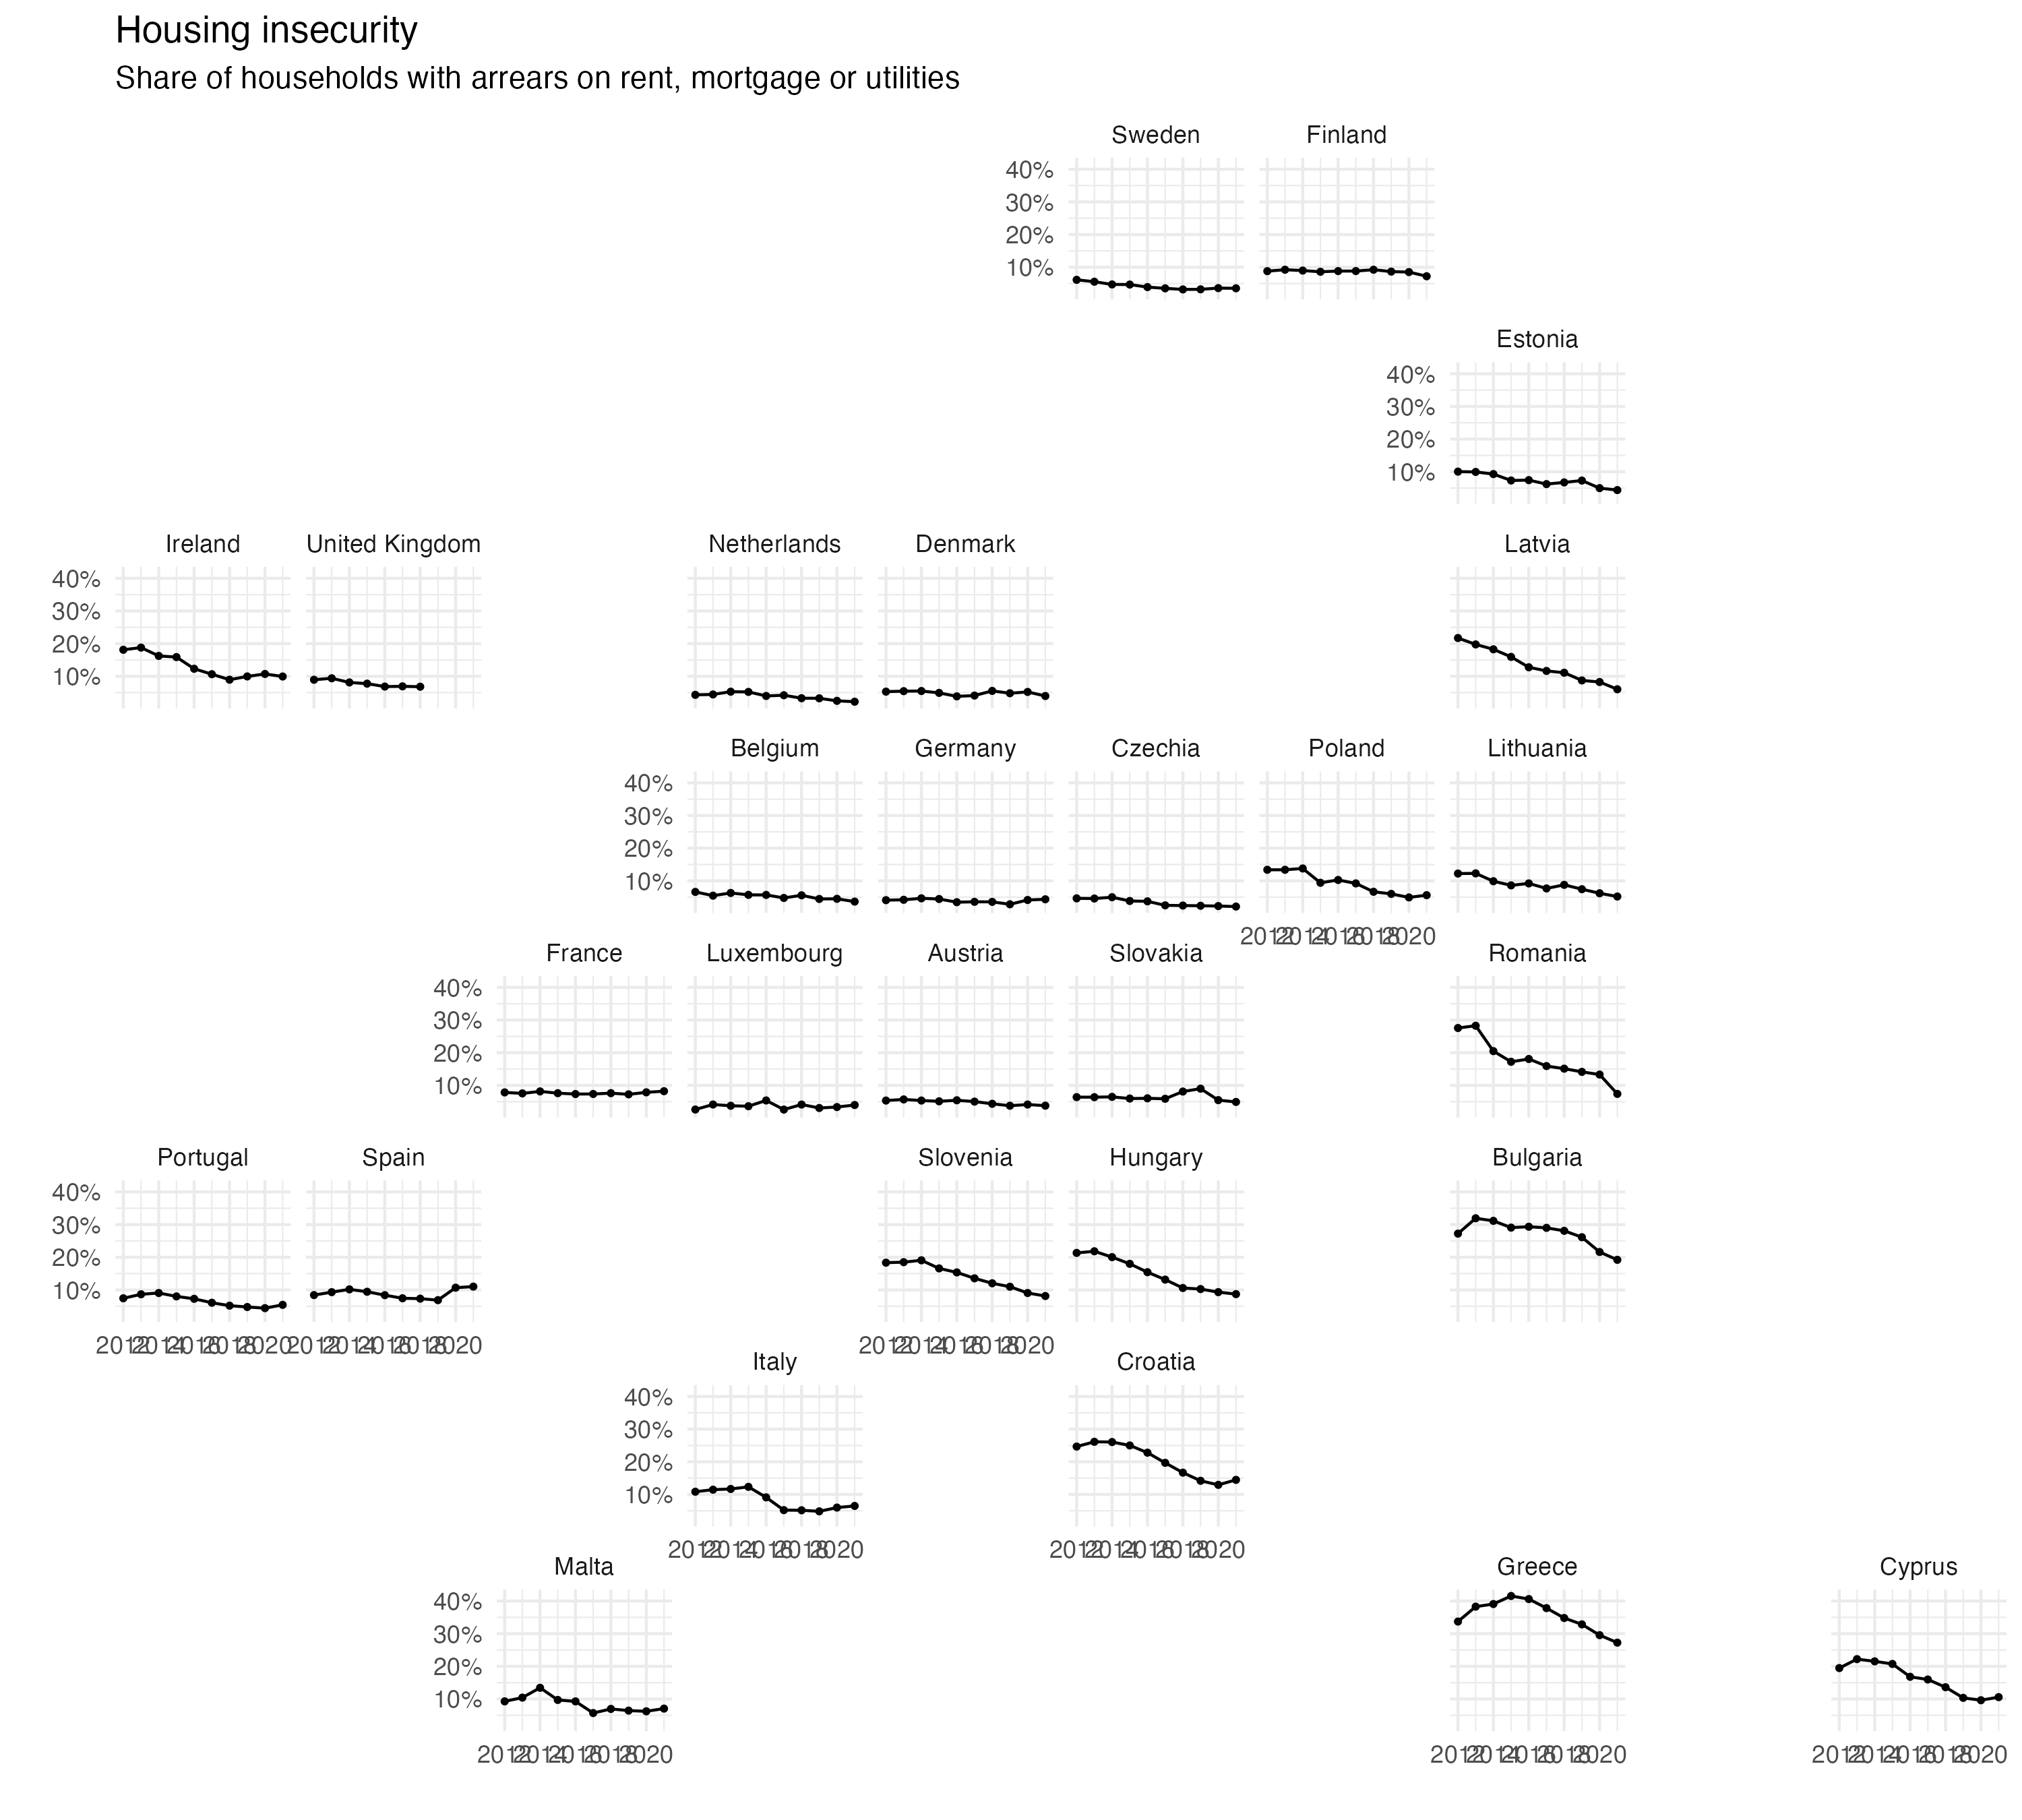 Housing insecurity
Share of households with arrears on rent, mortgage or utilities
Sweden Finland
40%
30%
20%
10%
Estonia
40%
30%
20%
10%
Ireland United Kingdom Netherlands Denmark Latvia
40%
30%
20%
10%
Belgium Germany Czechia Poland Lithuania
40%
30%
20%
10%
2012 2014 2016 2018 2020
France Luxembourg Austria Slovakia Romania
40%
30%
20%
10%
Portugal Spain Slovenia Hungary Bulgaria
40%
30%
20%
10%
2012 2014 2016 2018 2020 2012 2014 2016 2018 2020 2012 2014 2016 2018 2020
Italy Croatia
40%
30%
20%
10%
2012 2014 2016 2018 2020 2012 2014 2016 2018 2020
Malta Greece Cyprus
40%
30%
20%
10%
2012 2014 2016 2018 2020 2012 2014 2016 2018 2020 2012 2014 2016 2018 2020